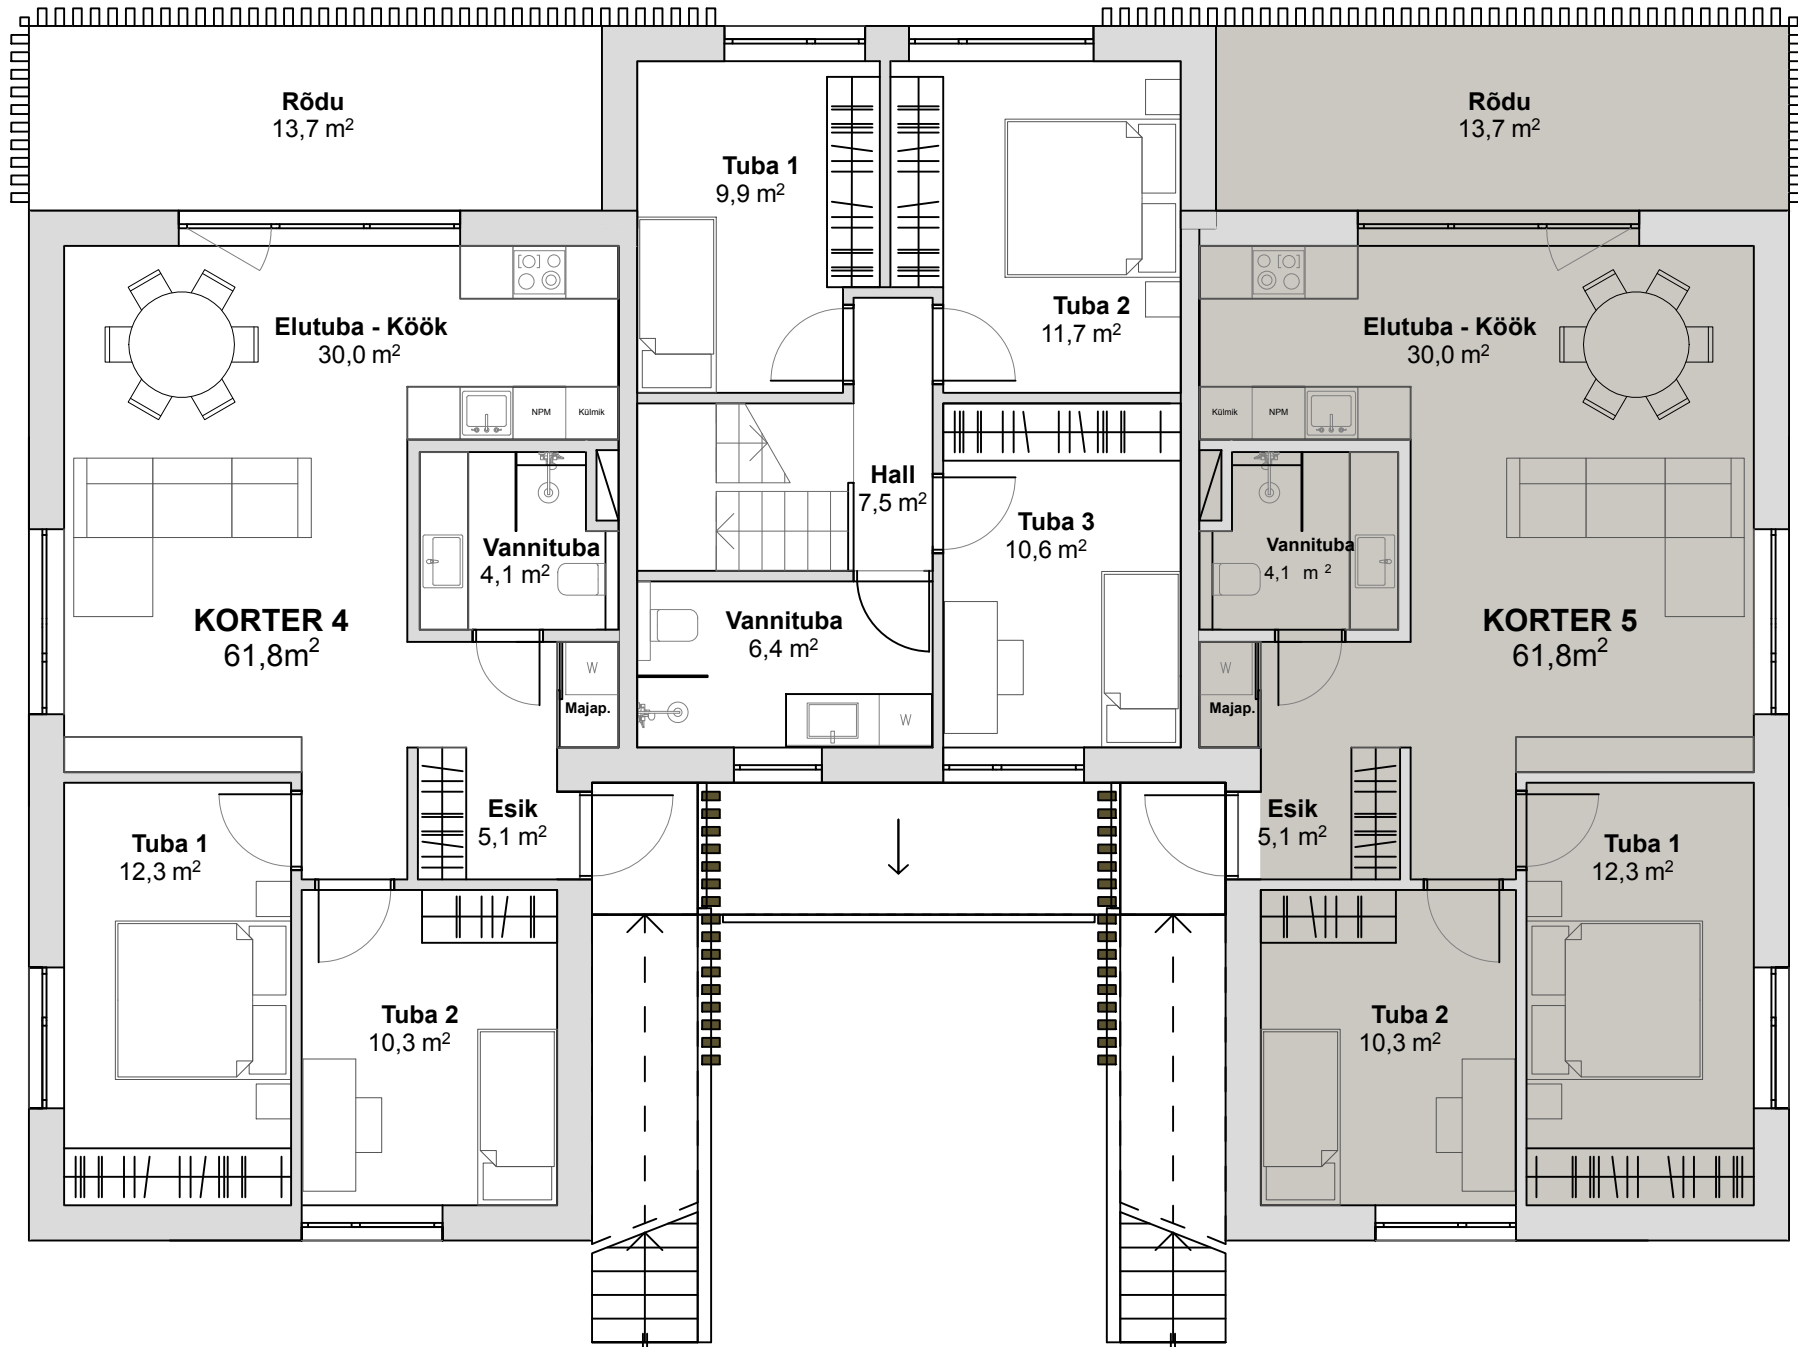 Rõdu
13,7 m²
Elutuba - Köök
30,0 m²
NPM
Külmik
Vannituba
4,1 m²
KORTER 4
61,8m²
W
Majap.
Esik
5,1 m²
Tuba 1
12,3 m²
Tuba 2
10,3 m²
Tuba 1
9,9 m²
Tuba 2
11,7 m²
Hall
7,5 m²
Tuba 3
10,6 m²
Vannituba
6,4 m²
W
Rõdu
13,7 m²
Elutuba - Köök
30,0 m²
Külmik
NPM
Vannituba
4,1 m ²
KORTER 5
61,8m²
W
Majap.
Esik
5,1 m²
Tuba 1
12,3 m²
Tuba 2
10,3 m²